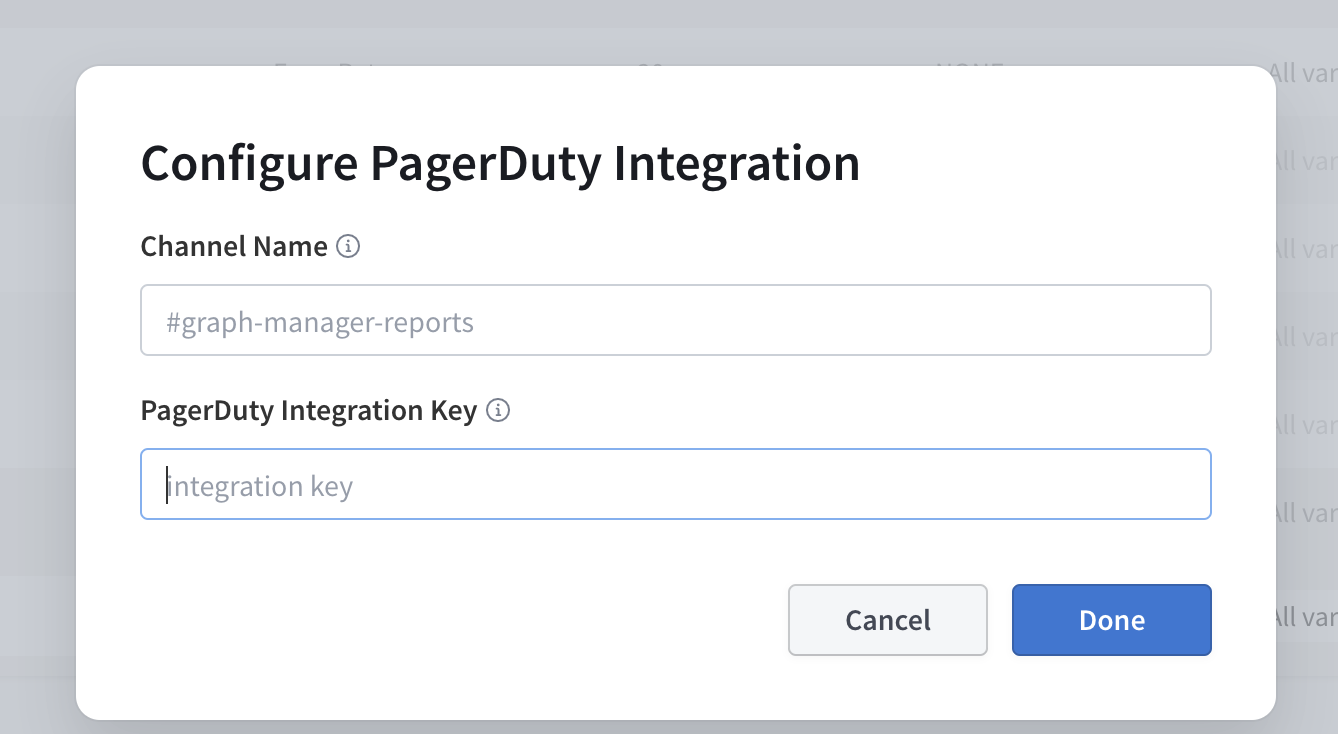 All var
Configure PagerDuty Integration
All var
Channel Name
All var
#graph-manager-reports
All var
PagerDuty Integration Key
All var
integration key
All var
Cancel
Done
All var